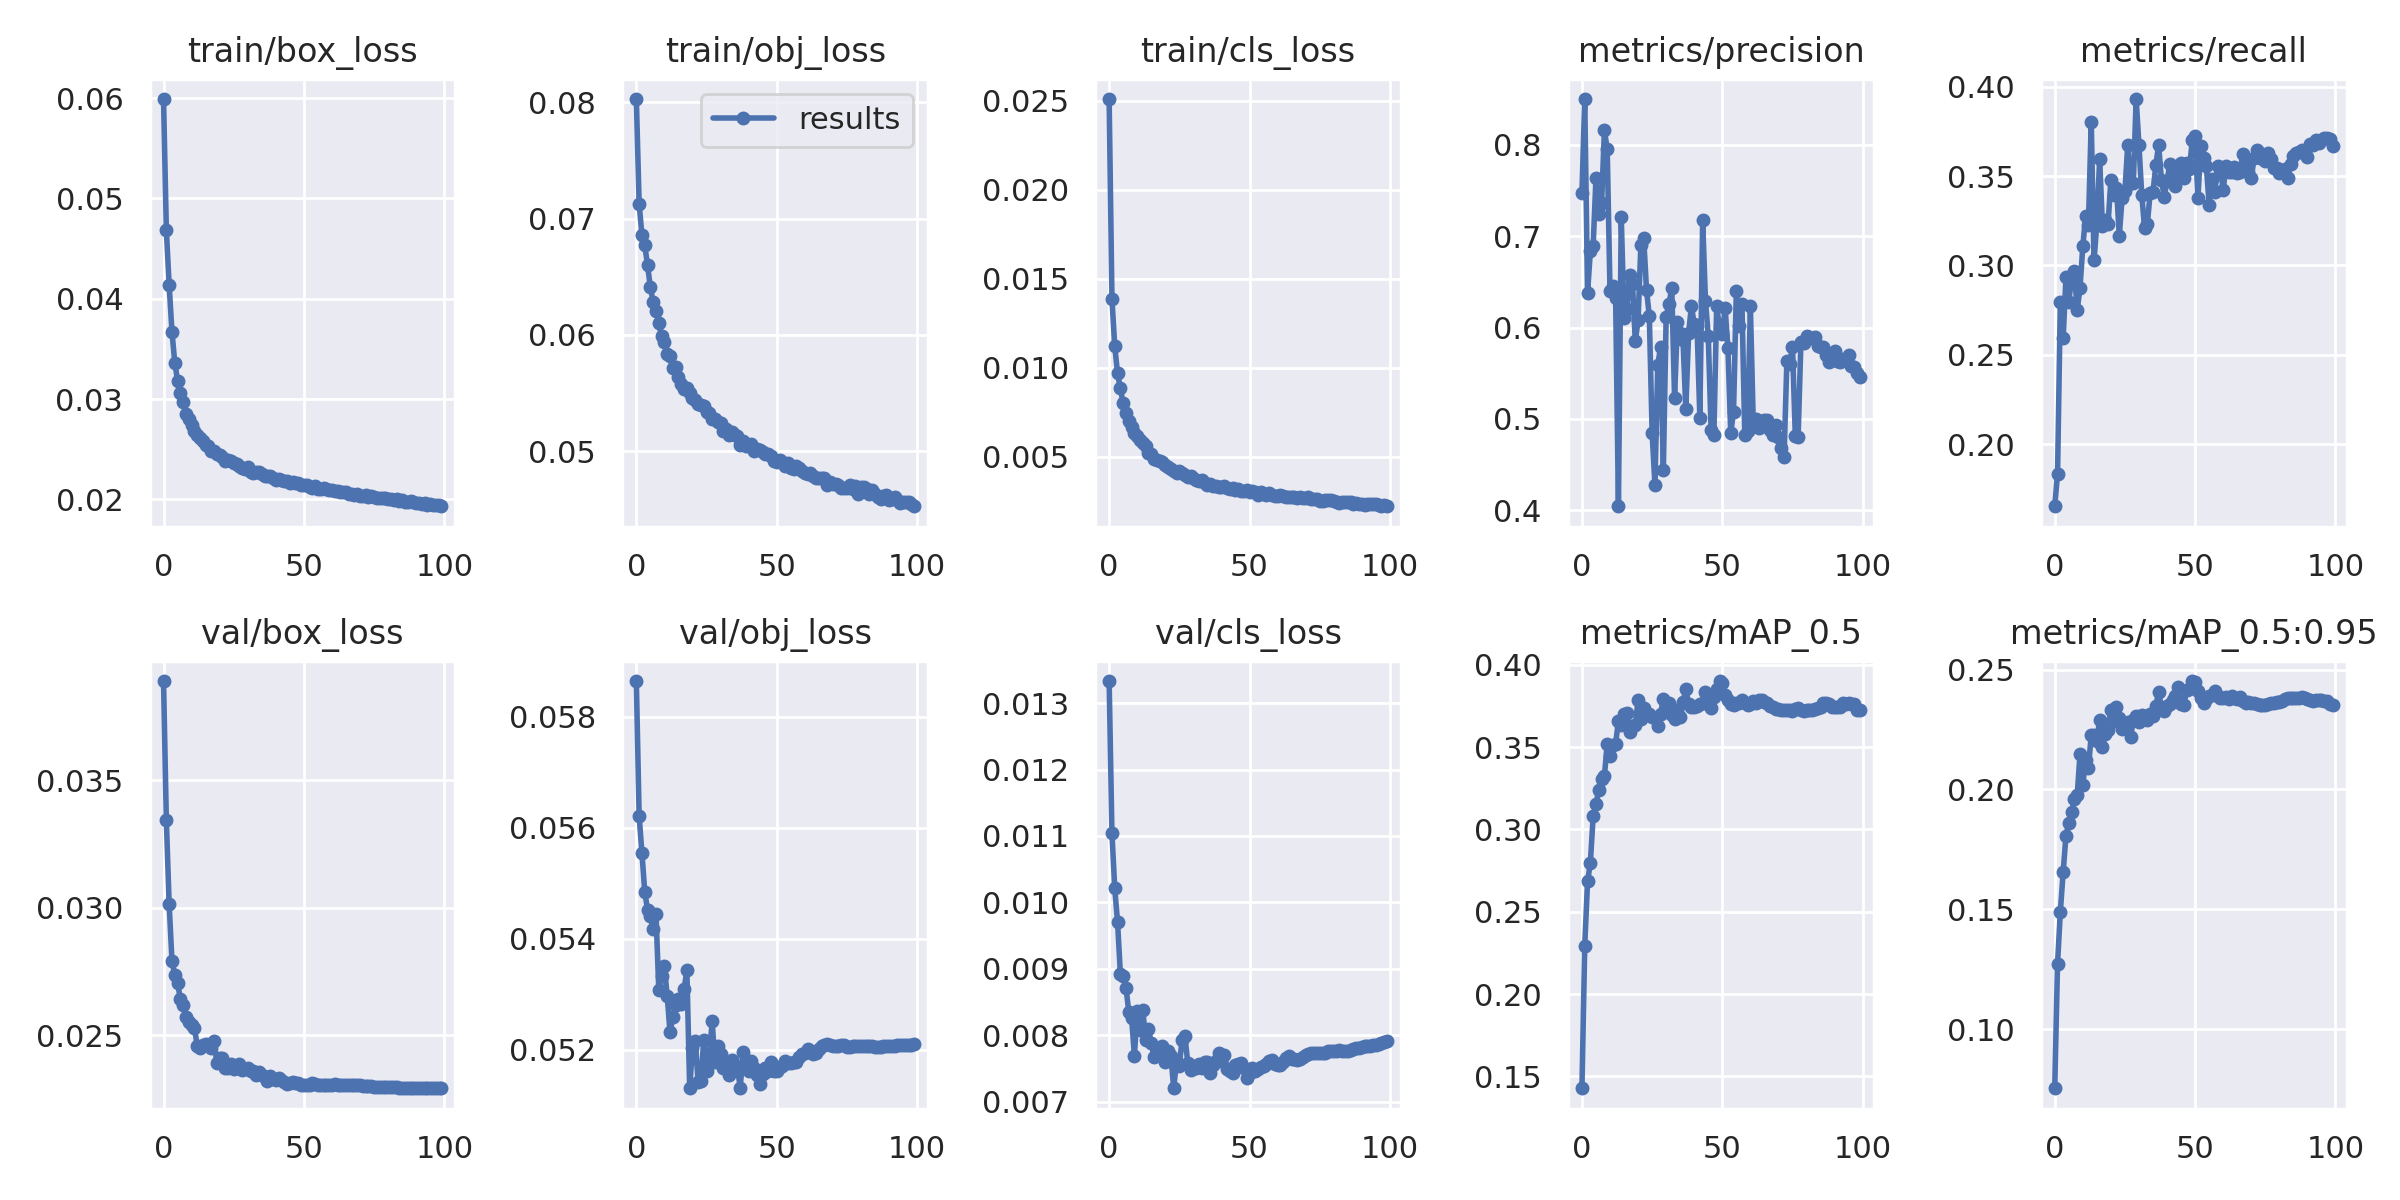 train/box_loss
train/obj_loss
train/cls_loss
metrics/precision
metrics/recall
0.06
0.05
0.04
0.03
0.02
0 50 100
results
0.08
0.07
0.06
0.05
0 50 100
0.025
0.020
0.015
0.010
0.005
0 50 100
0.8
0.7
0.6
0.5
0.4
0 50 100
0.40
0.35
0.30
0.25
0.20
0 50 100
val/box_loss
val/obj_loss
val/cls_loss
metrics/mAP_0.5
metrics/mAP_0.5:0.95
0.035
0.030
0.025
0 50 100
0.058
0.056
0.054
0.052
0 50 100
0.013
0.012
0.011
0.010
0.009
0.008
0.007
0 50 100
0.40
0.35
0.30
0.25
0.20
0.15
0 50 100
0.25
0.20
0.15
0.10
0 50 100